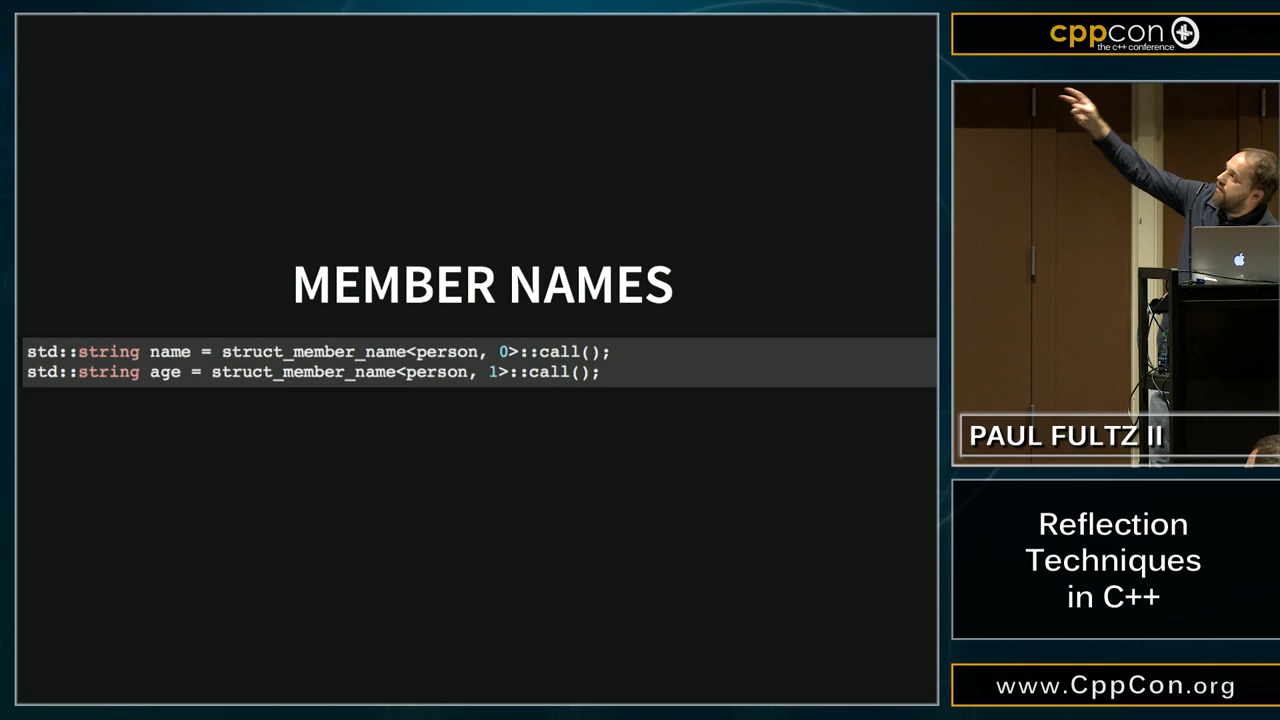 MEMBER NAMES
std::string name = struct_member_name<person, 0>::call();
std::string age = struct_member_name<person, 1>::call();
cppcon
the c++ conference
PAUL FULTZ II
Reflection
Techniques
in C++
www.CppCon.org